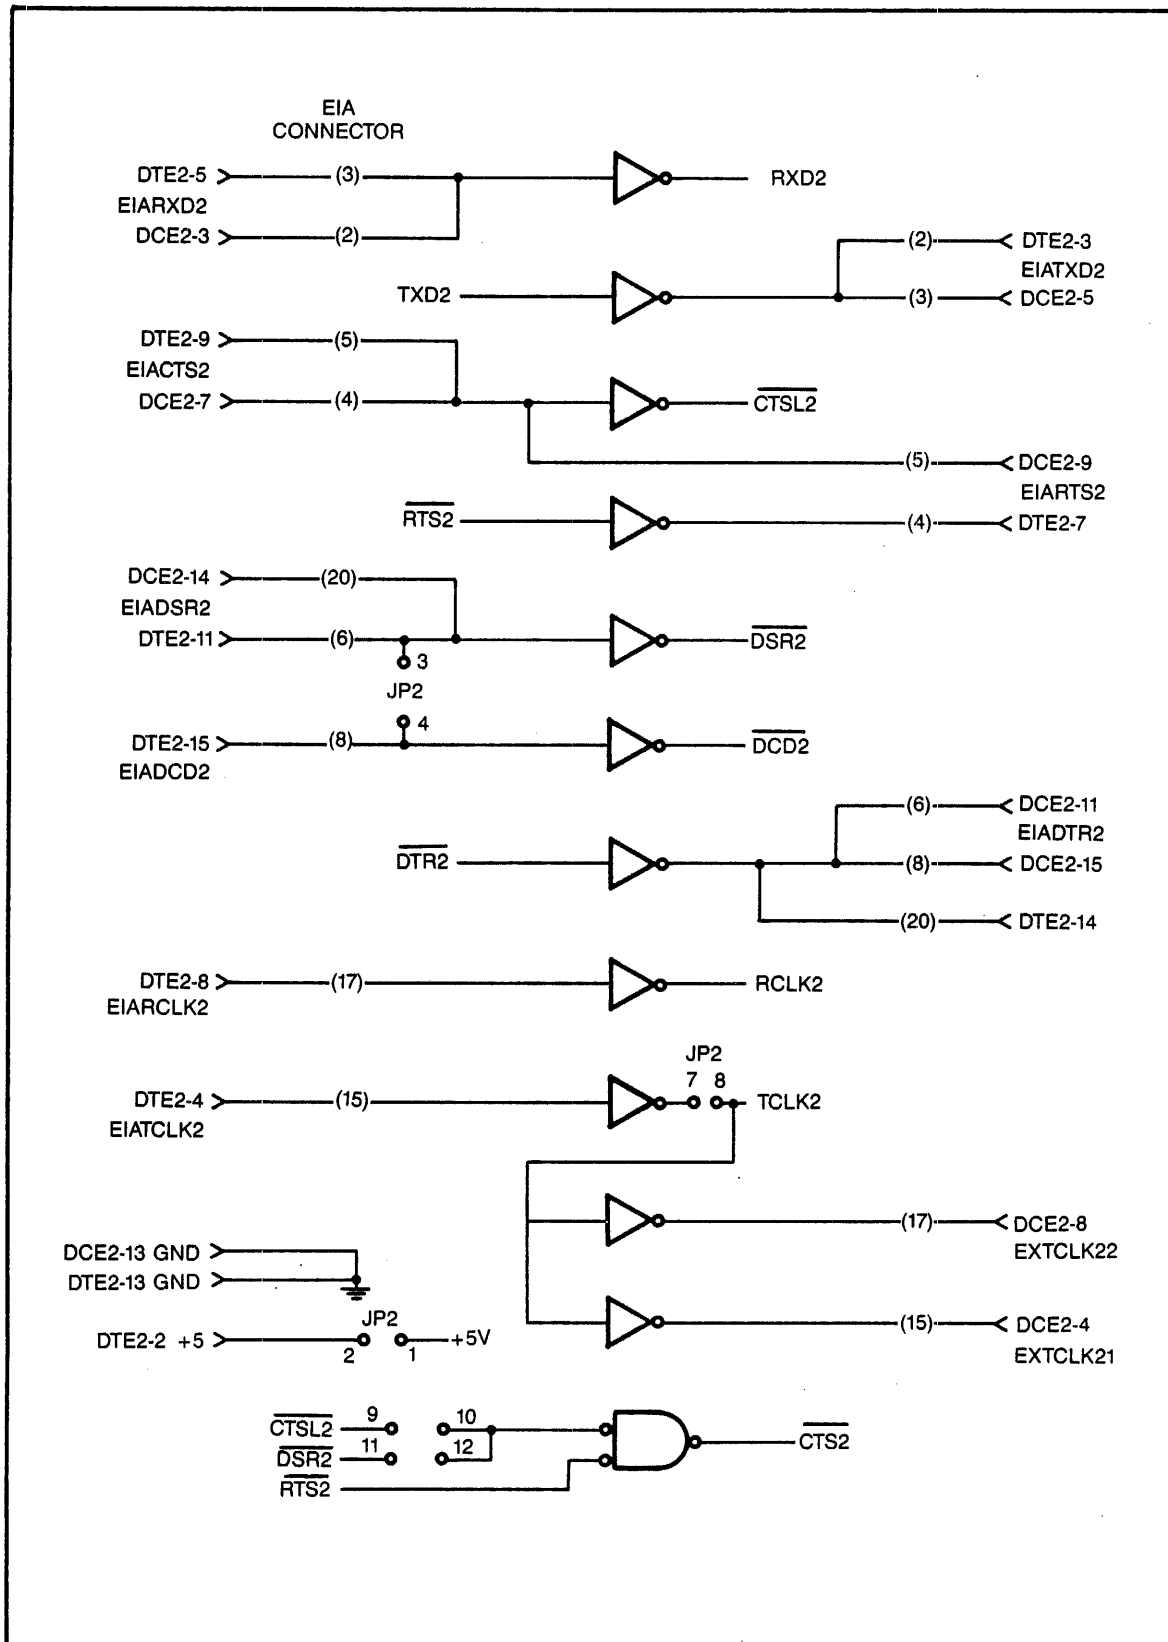 EIA
CONNECTOR
DTE2-5 (3) RXD2
EIARXD2
DCE2-3 (2)
(2) DTE2-3
EIATXD2
TXD2 (3) DCE2-5
DTE2-9 (5)
EIACTS2
DCE2-7 (4) CTSL2
(5) DCE2-9
EIARTS2
RTS2 (4) DTE2-7
DCE2-14 (20)
EIADSR2
DTE2-11 (6) DSR2
3
JP2
4
DTE2-15 (8) DCD2
EIADCD2
(6) DCE2-11
EIADTR2
DTR2 (8) DCE2-15
(20) DTE2-14
DTE2-8 (17) RCLK2
EIARCLK2
JP2
7 8
DTE2-4 (15) TCLK2
EIATCLK2
(17) DCE2-8
EXTCLK22
DCE2-13 GND
DTE2-13 GND
JP2
DTE2-2 +5 +5V
2 1
(15) DCE2-4
EXTCLK21
CTSL2 9 10
DSR2 11 12 CTS2
RTS2